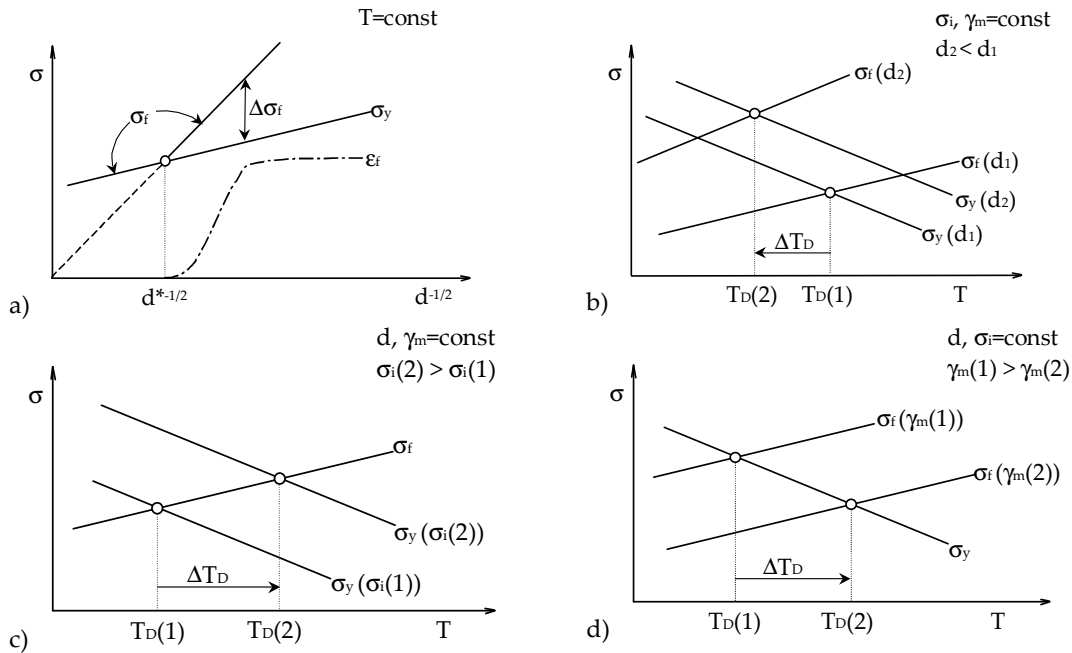 T=const
σ
σf
Δσf
σy
εf
d*-1/2
d-1/2
a)
σi, γm=const
d2< d1
σ
σf (d2)
σf (d1)
σy (d2)
σy (d1)
ΔTD
TD(2)
TD(1)
T
b)
d, γm=const
σi(2) > σi(1)
σ
σf
σy (σi(2))
σy (σi(1))
ΔTD
TD(1)
TD(2)
T
c)
d, σi=const
γm(1) > γm(2)
σ
σf (γm(1))
σf (γm(2))
σy
ΔTD
TD(1)
TD(2)
T
d)